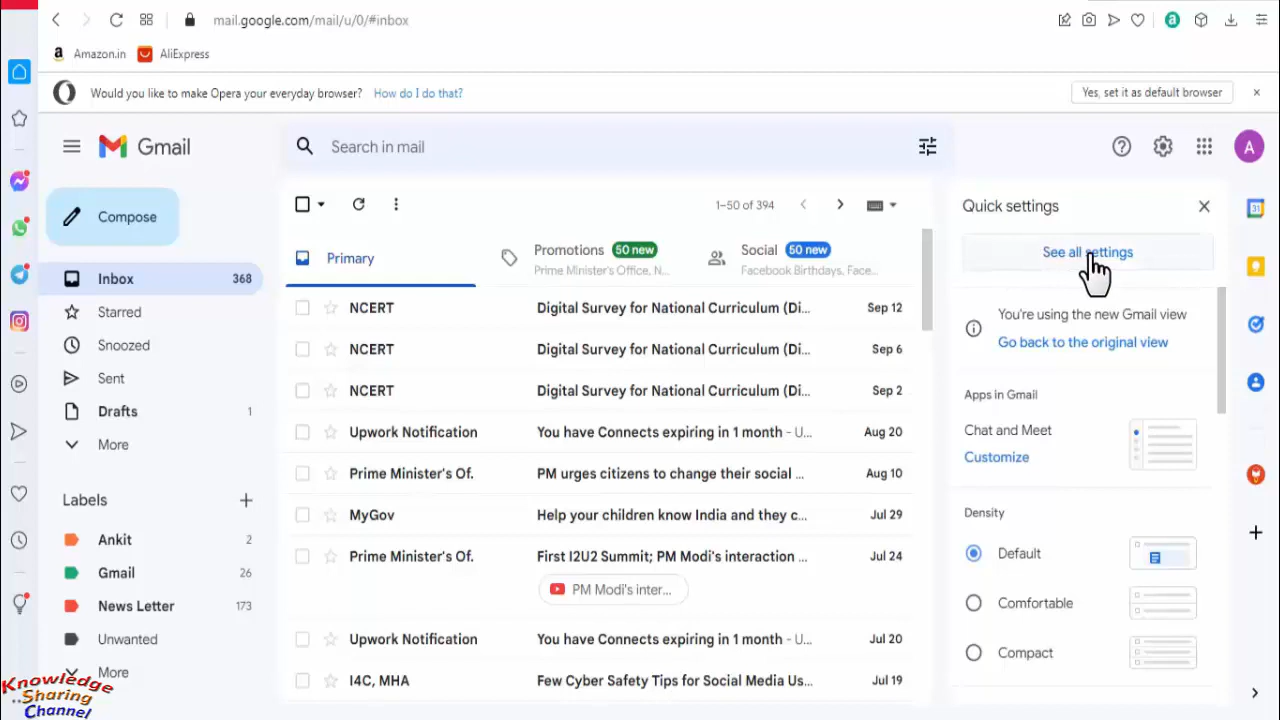 mail.google.com/mail/u/0/#inbox
Amazon.in
AliExpress
Would you like to make Opera your everyday browser? How do I do that?
Yes, set it as default browser
Gmail
Search in mail
A
Compose
1–50 of 394
Quick settings
Primary
Promotions 50 new
Prime Minister's Office, N...
Social 50 new
Facebook Birthdays, Face...
See all settings
Inbox 368
Starred
Snoozed
Sent
Drafts 1
More
Labels
Ankit 2
Gmail 26
News Letter 173
Unwanted
More
NCERT Digital Survey for National Curriculum (Di... Sep 12
NCERT Digital Survey for National Curriculum (Di... Sep 6
NCERT Digital Survey for National Curriculum (Di... Sep 2
Upwork Notification You have Connects expiring in 1 month - U... Aug 20
Prime Minister's Of. PM urges citizens to change their social ... Aug 10
MyGov Help your children know India and they c... Jul 29
Prime Minister's Of. First I2U2 Summit; PM Modi's interaction ... Jul 24
PM Modi's inter...
Upwork Notification You have Connects expiring in 1 month - U... Jul 20
I4C, MHA Few Cyber Safety Tips for Social Media Us... Jul 19
You're using the new Gmail view
Go back to the original view
Apps in Gmail
Chat and Meet
Customize
Density
Default
Comfortable
Compact
31
Knowledge
Sharing
Channel